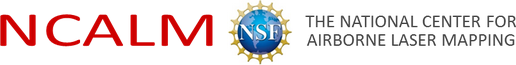 NCALM
NSF
THE NATIONAL CENTER FOR
AIRBORNE LASER MAPPING